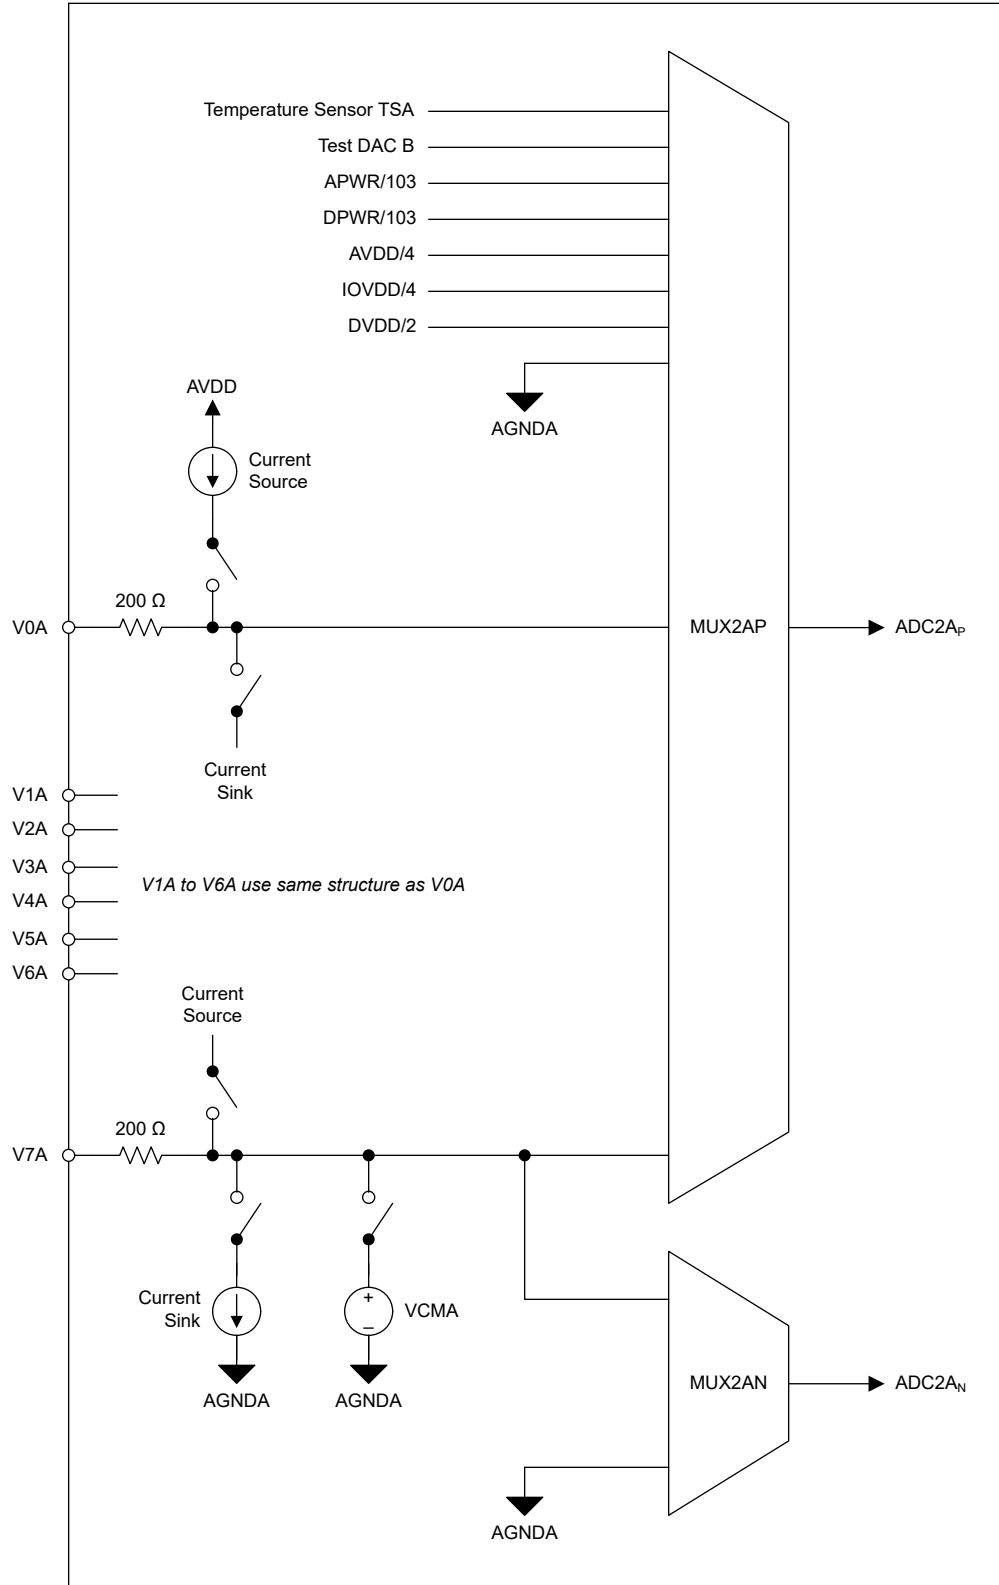 Temperature Sensor TSA
Test DAC B
APWR/103
DPWR/103
AVDD/4
IOVDD/4
DVDD/2
AVDD
AGNDA
Current
Source
200 Ω
V0A
MUX2AP
ADC2AP
Current
Sink
V1A
V2A
V3A
V1A to V6A use same structure as V0A
V4A
V5A
V6A
Current
Source
200 Ω
V7A
Current
Sink
+
–
VCMA
AGNDA
AGNDA
MUX2AN
ADC2AN
AGNDA